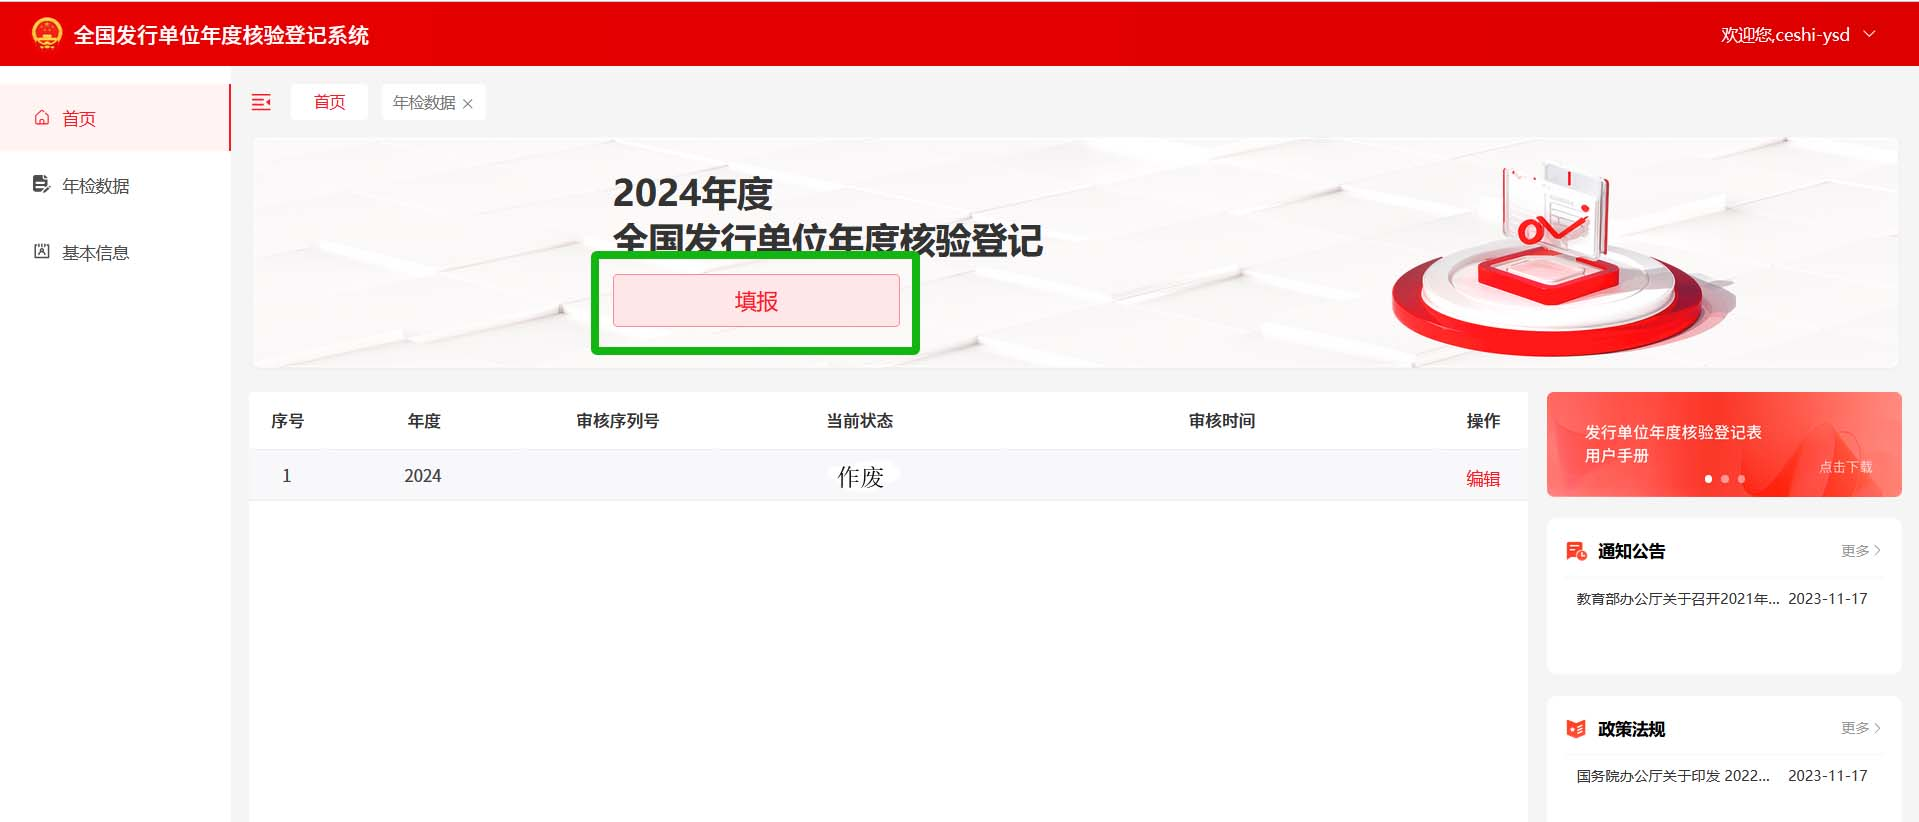 全国发行单位年度核验登记系统
欢迎您,ceshi-ysd
首页
年检数据
基本信息
首页
年检数据
2024年度
全国发行单位年度核验登记
填报
序号 年度 审核序列号 当前状态 审核时间 操作
1 2024 作废 编辑
发行单位年度核验登记表
用户手册
点击下载
通知公告 更多
教育部办公厅关于召开2021年... 2023-11-17
政策法规 更多
国务院办公厅关于印发 2022... 2023-11-17